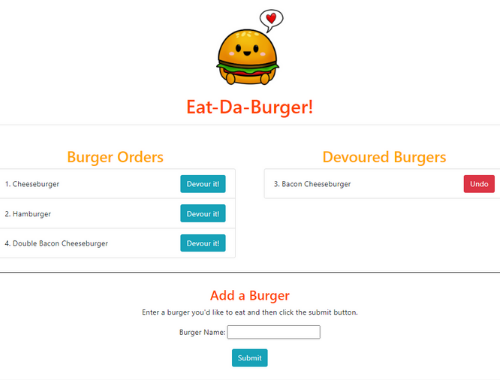 Eat-Da-Burger!
Burger Orders
1. Cheeseburger
Devour it!
2. Hamburger
Devour it!
4. Double Bacon Cheeseburger
Devour it!
Devoured Burgers
3. Bacon Cheeseburger
Undo
Add a Burger
Enter a burger you'd like to eat and then click the submit button.
Burger Name:
Submit